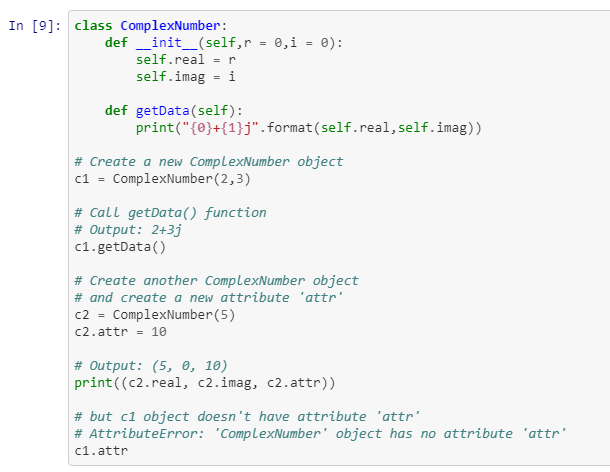 In [9]: class ComplexNumber:
    def __init__(self,r = 0,i = 0):
        self.real = r
        self.imag = i

    def getData(self):
        print("{0}+{1}j".format(self.real,self.imag))

# Create a new ComplexNumber object
c1 = ComplexNumber(2,3)

# Call getData() function
# Output: 2+3j
c1.getData()

# Create another ComplexNumber object
# and create a new attribute 'attr'
c2 = ComplexNumber(5)
c2.attr = 10

# Output: (5, 0, 10)
print((c2.real, c2.imag, c2.attr))

# but c1 object doesn't have attribute 'attr'
# AttributeError: 'ComplexNumber' object has no attribute 'attr'
c1.attr